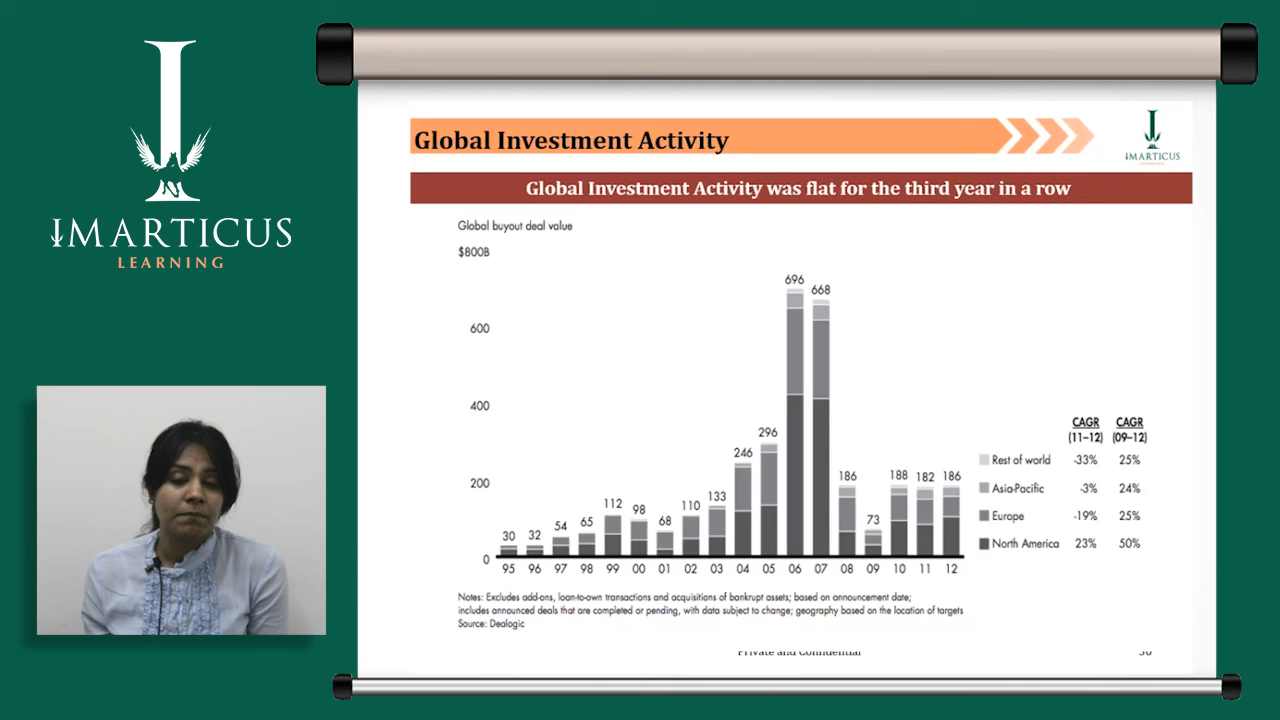 IMARTICUS
LEARNING
Global Investment Activity
IMARTICUS
LEARNING
Global Investment Activity was flat for the third year in a row
Global buyout deal value
$800B
600
400
200
0
30 32 54 65 112 98 68 110 133 246 296 696 668 186 73 188 182 186
95 96 97 98 99 00 01 02 03 04 05 06 07 08 09 10 11 12
CAGR CAGR
(11–12) (09–12)
Rest of world -33% 25%
Asia-Pacific -3% 24%
Europe -19% 25%
North America 23% 50%
Notes: Excludes add-ons, loan-to-own transactions and acquisitions of bankrupt assets; based on announcement date;
includes announced deals that are completed or pending, with data subject to change; geography based on the location of targets
Source: Dealogic
Private and Confidential